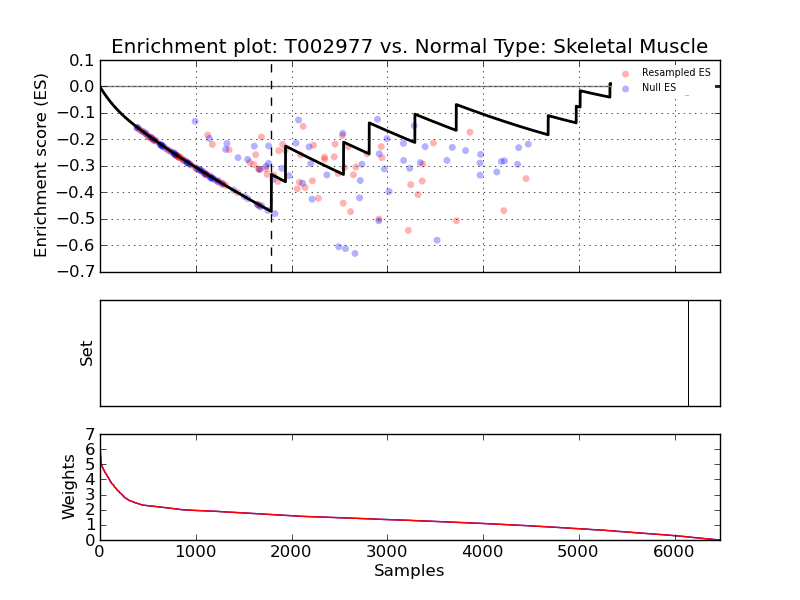 Enrichment plot: T002977 vs. Normal Type: Skeletal Muscle
Enrichment score (ES)
0.1
0.0
−0.1
−0.2
−0.3
−0.4
−0.5
−0.6
−0.7
Resampled ES
Null ES
Set
Weights
7
6
5
4
3
2
1
0
0 1000 2000 3000 4000 5000 6000
Samples